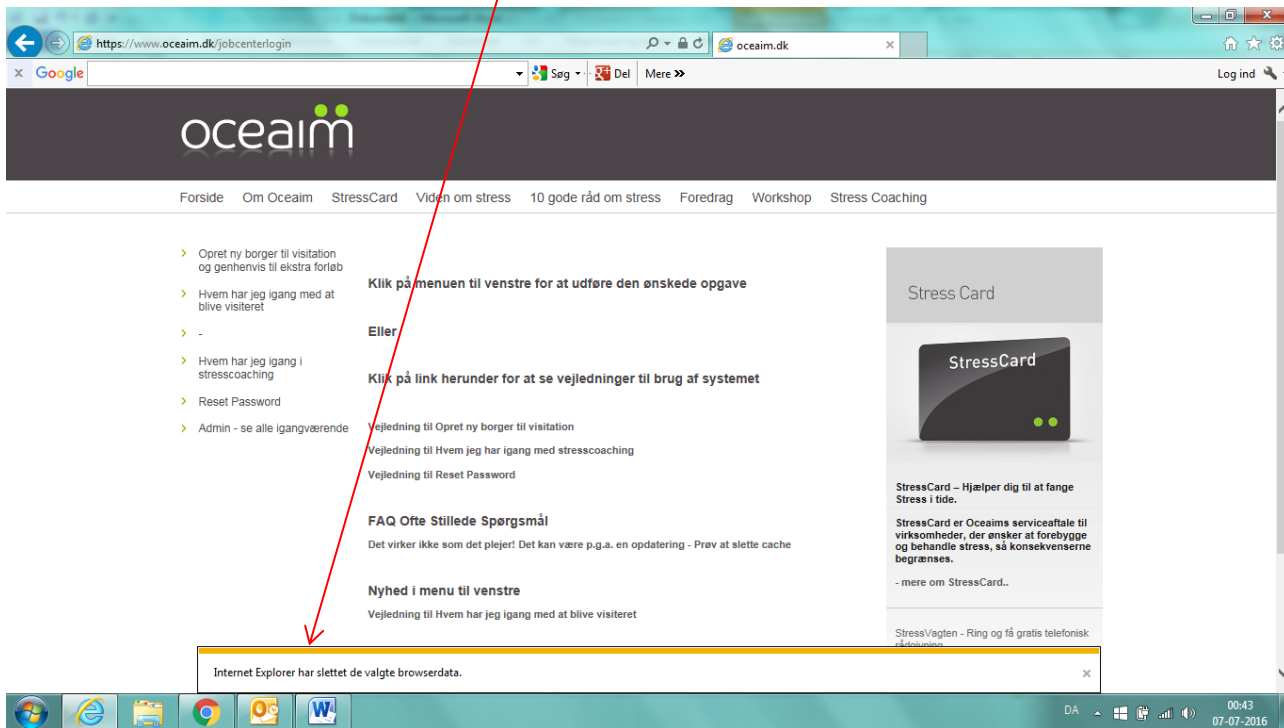 https://www.oceaim.dk/jobcenterlogin
oceaim.dk
x Google
Søg
Del
Mere »
Log ind
oceaim
Forside Om Oceaim StressCard Viden om stress 10 gode råd om stress Foredrag Workshop Stress Coaching
Opret ny borger til visitation
og genhenvis til ekstra forløb
Hvem har jeg igang med at
blive visiteret
-
Hvem har jeg igang i
stresscoaching
Reset Password
Admin - se alle igangværende
Klik på menuen til venstre for at udføre den ønskede opgave
Eller
Klik på link herunder for at se vejledninger til brug af systemet
Vejledning til Opret ny borger til visitation
Vejledning til Hvem jeg har igang med stresscoaching
Vejledning til Reset Password
FAQ Ofte Stillede Spørgsmål
Det virker ikke som det plejer! Det kan være p.g.a. en opdatering - Prøv at slette cache
Nyhed i menu til venstre
Vejledning til Hvem har jeg igang med at blive visiteret
Stress Card
StressCard
StressCard – Hjælper dig til at fange
Stress i tide.
StressCard er Oceaims serviceaftale til
virksomheder, der ønsker at forebygge
og behandle stress, så konsekvenserne
begrænses.
- mere om StressCard..
StressVagten - Ring og få gratis telefonisk
rådgivning
Internet Explorer har slettet de valgte browserdata.
DA
00:43
07-07-2016